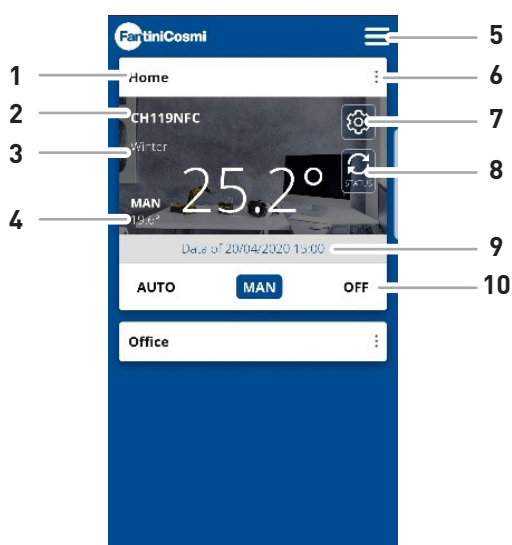 FantiniCosmi
5
1
Home
6
2
CH119NFC
7
3
Winter
25.2°
STATUS
8
MAN
4
19.6°
Data of 20/04/2020 15:00
9
AUTO MAN OFF
10
Office